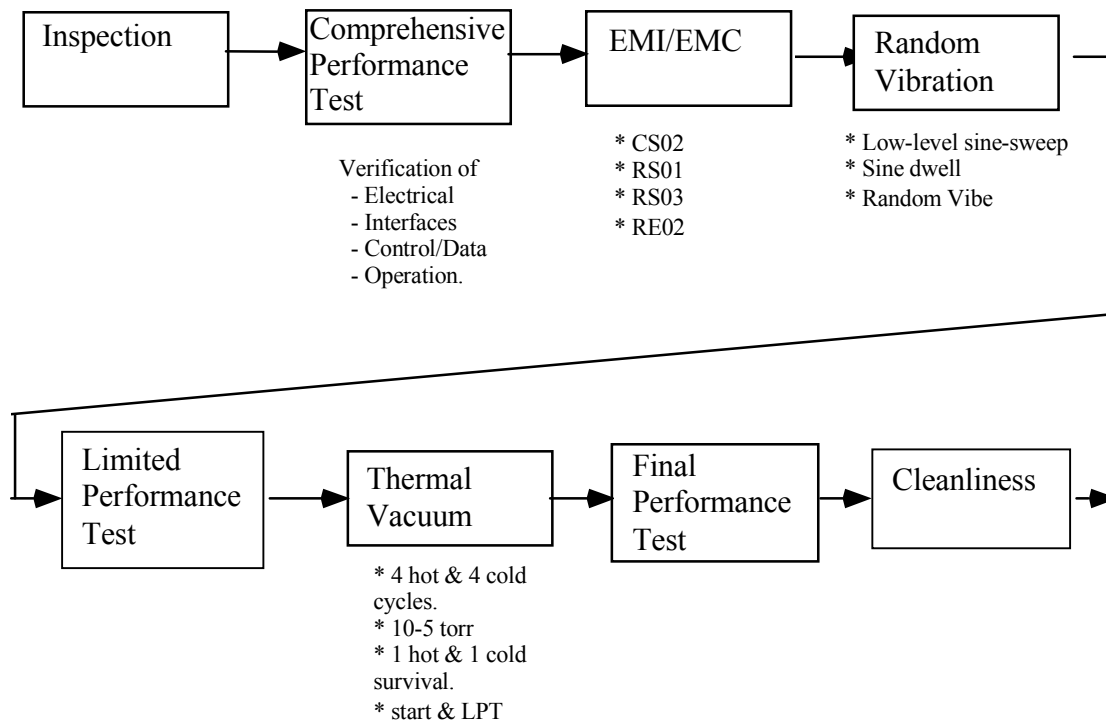 Inspection
Comprehensive
Performance
Test
EMI/EMC
Random
Vibration
Verification of
- Electrical
- Interfaces
- Control/Data
- Operation.
* CS02
* RS01
* RS03
* RE02
* Low-level sine-sweep
* Sine dwell
* Random Vibe
Limited
Performance
Test
Thermal
Vacuum
Final
Performance
Test
Cleanliness
* 4 hot & 4 cold
cycles.
* 10-5 torr
* 1 hot & 1 cold
survival.
* start & LPT